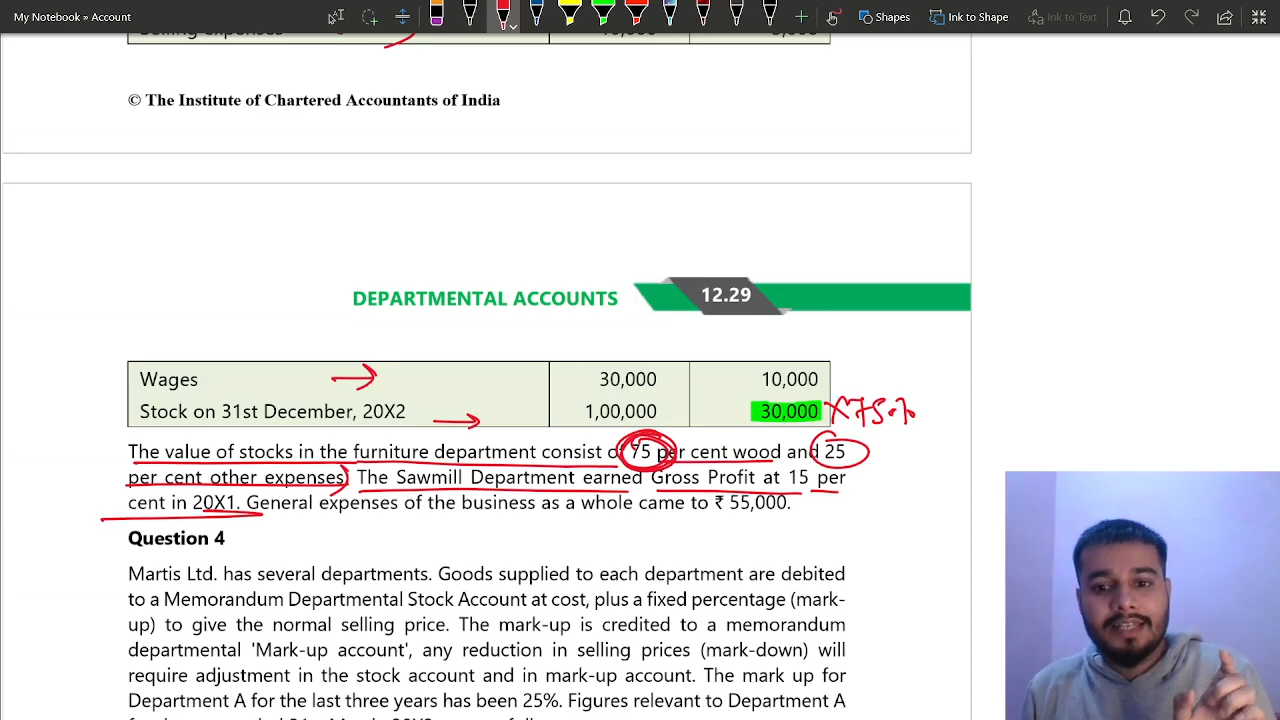 My Notebook » Account
Shapes
Ink to Shape
Ink to Text
Selling expenses
© The Institute of Chartered Accountants of India
DEPARTMENTAL ACCOUNTS 12.29
Wages 30,000 10,000
Stock on 31st December, 20X2 1,00,000 30,000 X75%
The value of stocks in the furniture department consist of 75 per cent wood and 25
per cent other expenses. The Sawmill Department earned Gross Profit at 15 per
cent in 20X1. General expenses of the business as a whole came to ₹ 55,000.
Question 4
Martis Ltd. has several departments. Goods supplied to each department are debited
to a Memorandum Departmental Stock Account at cost, plus a fixed percentage (mark-
up) to give the normal selling price. The mark-up is credited to a memorandum
departmental 'Mark-up account', any reduction in selling prices (mark-down) will
require adjustment in the stock account and in mark-up account. The mark up for
Department A for the last three years has been 25%. Figures relevant to Department A